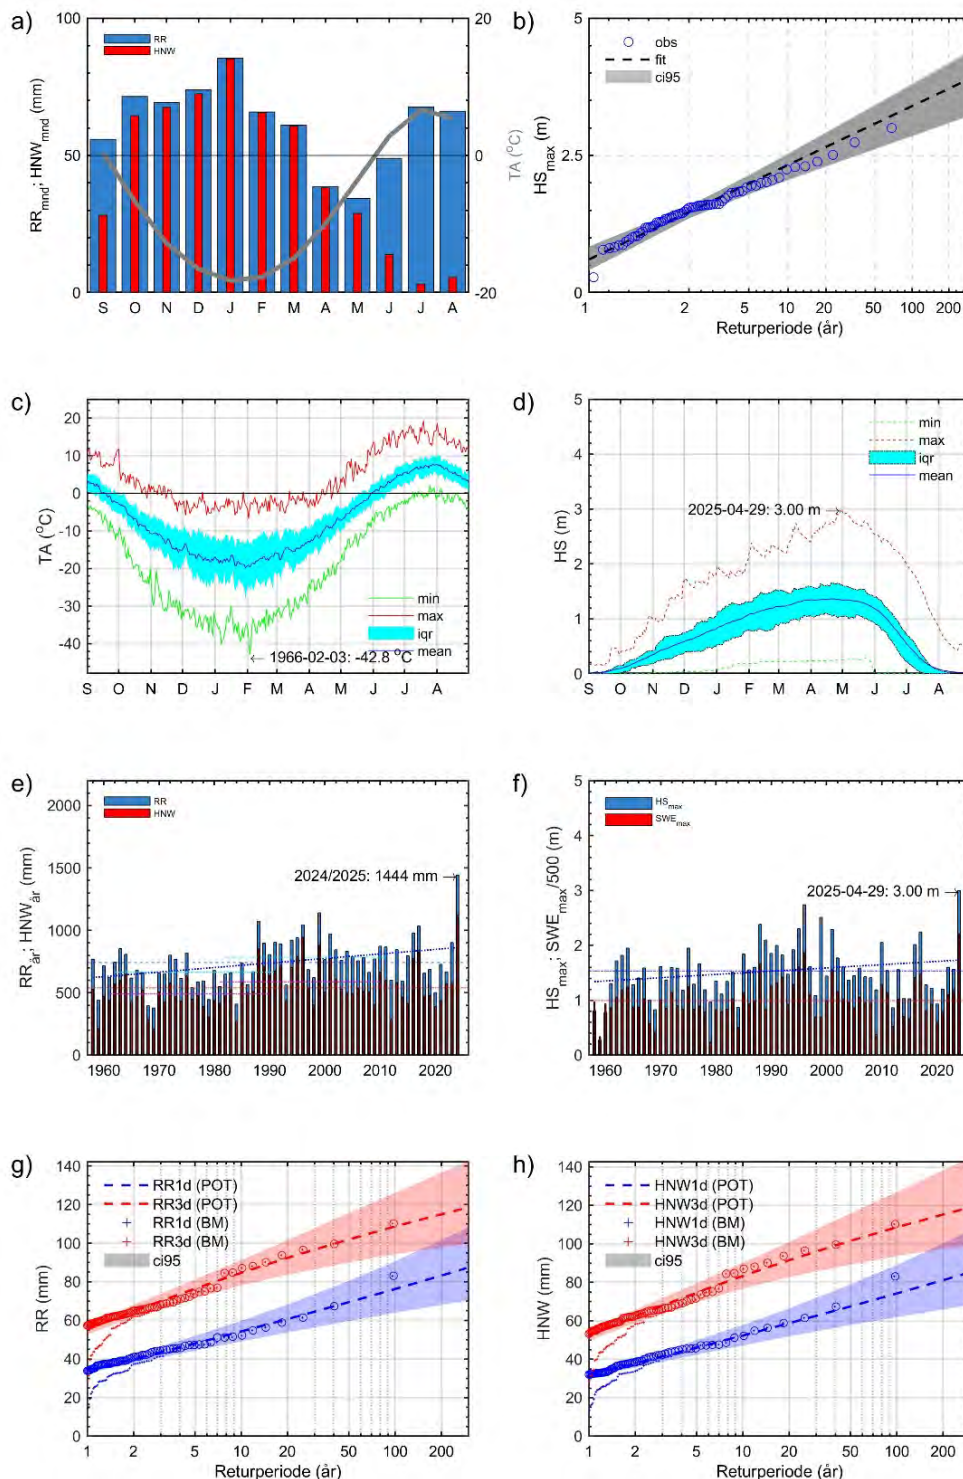 a)
100
50
0
RR_mnd; HNW_mnd (mm)
RR
HNW
20
0
-20
TA (°C)
S O N D J F M A M J J A
b)
5
2.5
0
HS_max (m)
obs
fit
ci95
1 2 5 10 20 50 100 200
Returperiode (år)
c)
20
10
0
-10
-20
-30
-40
TA (°C)
min
max
iqr
mean
← 1966-02-03: -42.8 °C
S O N D J F M A M J J A
d)
5
4
3
2
1
0
HS (m)
min
max
iqr
mean
2025-04-29: 3.00 m →
S O N D J F M A M J J A
e)
2000
1500
1000
500
0
RR_år; HNW_år (mm)
RR
HNW
2024/2025: 1444 mm →
1960 1970 1980 1990 2000 2010 2020
f)
5
4
3
2
1
0
HS_max; SWE_max/500 (m)
HS_max
SWE_max
2025-04-29: 3.00 m →
1960 1970 1980 1990 2000 2010 2020
g)
140
120
100
80
60
40
20
0
RR (mm)
RR1d (POT)
RR3d (POT)
RR1d (BM)
RR3d (BM)
ci95
1 2 5 10 20 50 100 200
Returperiode (år)
h)
140
120
100
80
60
40
20
0
HNW (mm)
HNW1d (POT)
HNW3d (POT)
HNW1d (BM)
HNW3d (BM)
ci95
1 2 5 10 20 50 100 200
Returperiode (år)